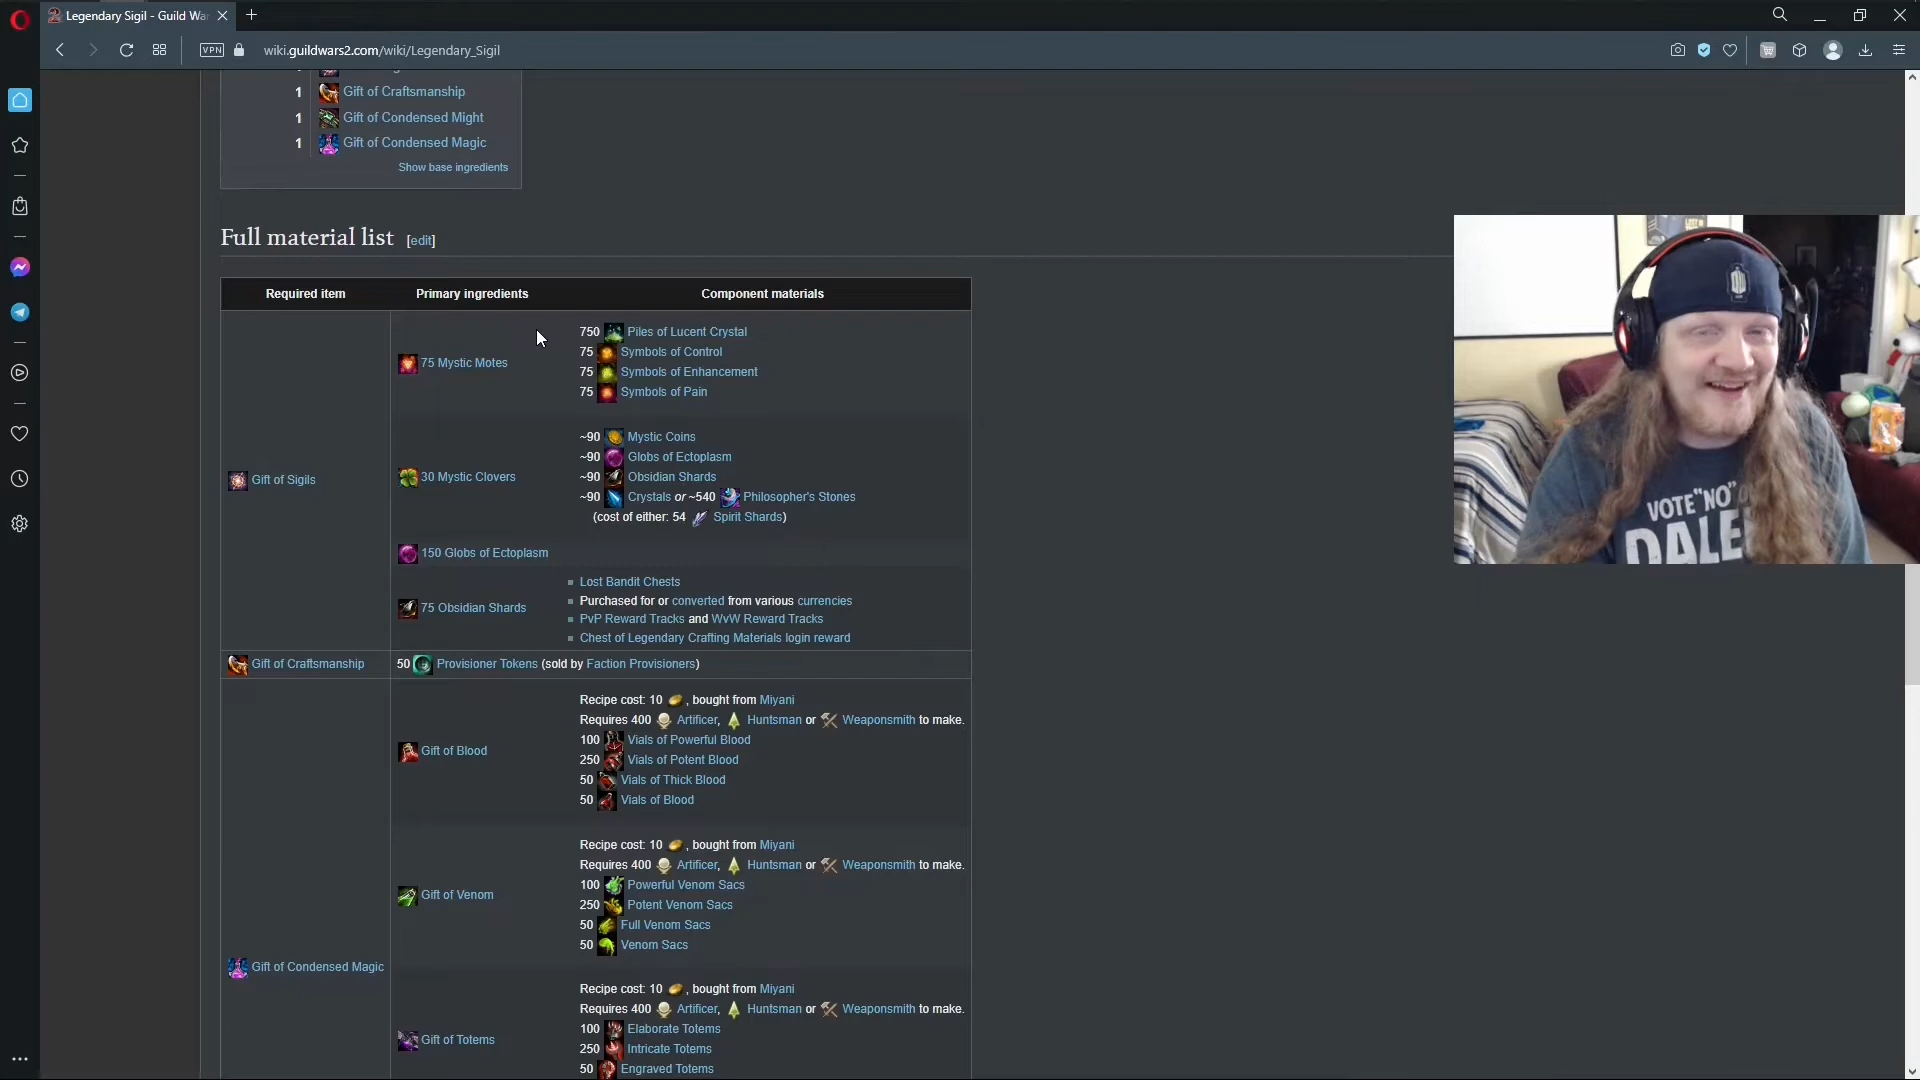 Legendary Sigil - Guild Wa
VPN
wiki.guildwars2.com/wiki/Legendary_Sigil
1 Gift of Craftsmanship
1 Gift of Condensed Might
1 Gift of Condensed Magic
Show base ingredients
Full material list [edit]
Required item Primary ingredients Component materials
Gift of Sigils
75 Mystic Motes
750 Piles of Lucent Crystal
75 Symbols of Control
75 Symbols of Enhancement
75 Symbols of Pain
30 Mystic Clovers
~90 Mystic Coins
~90 Globs of Ectoplasm
~90 Obsidian Shards
~90 Crystals or ~540 Philosopher's Stones
(cost of either: 54 Spirit Shards)
150 Globs of Ectoplasm
75 Obsidian Shards
Lost Bandit Chests
Purchased for or converted from various currencies
PvP Reward Tracks and WvW Reward Tracks
Chest of Legendary Crafting Materials login reward
Gift of Craftsmanship 50 Provisioner Tokens (sold by Faction Provisioners)
Gift of Condensed Magic
Gift of Blood
Recipe cost: 10 , bought from Miyani
Requires 400 Artificer, Huntsman or Weaponsmith to make.
100 Vials of Powerful Blood
250 Vials of Potent Blood
50 Vials of Thick Blood
50 Vials of Blood
Gift of Venom
Recipe cost: 10 , bought from Miyani
Requires 400 Artificer, Huntsman or Weaponsmith to make.
100 Powerful Venom Sacs
250 Potent Venom Sacs
50 Full Venom Sacs
50 Venom Sacs
Gift of Totems
Recipe cost: 10 , bought from Miyani
Requires 400 Artificer, Huntsman or Weaponsmith to make.
100 Elaborate Totems
250 Intricate Totems
50 Engraved Totems
VOTE "NO"
DALE